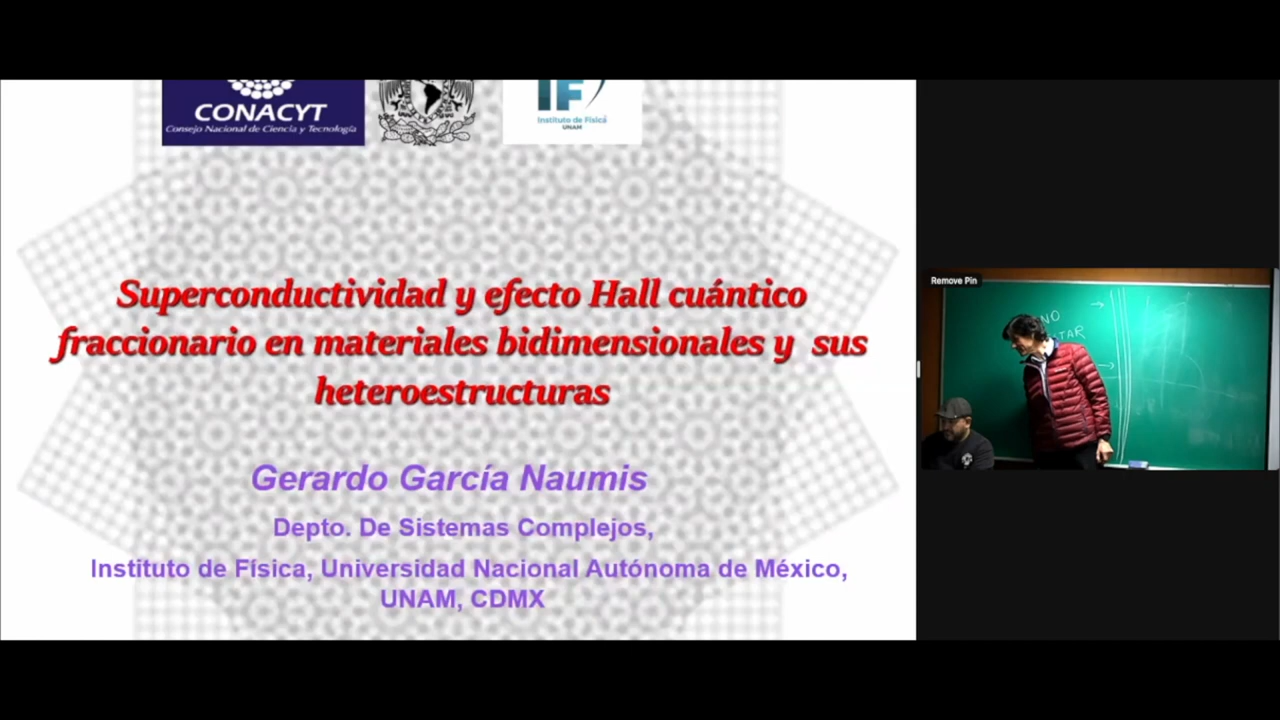 CONACYT
Consejo Nacional de Ciencia y Tecnología
IF
Instituto de Física
UNAM
Superconductividad y efecto Hall cuántico
fraccionario en materiales bidimensionales y sus
heteroestructuras
Gerardo García Naumis
Depto. De Sistemas Complejos,
Instituto de Física, Universidad Nacional Autónoma de México,
UNAM, CDMX
Remove Pin
NO